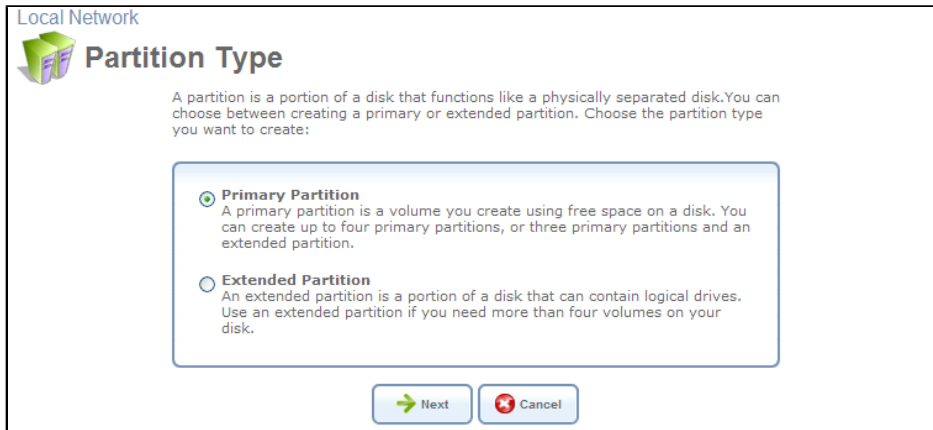 Local Network
Partition Type
A partition is a portion of a disk that functions like a physically separated disk.You can
choose between creating a primary or extended partition. Choose the partition type
you want to create:
Primary Partition
A primary partition is a volume you create using free space on a disk. You
can create up to four primary partitions, or three primary partitions and an
extended partition.
Extended Partition
An extended partition is a portion of a disk that can contain logical drives.
Use an extended partition if you need more than four volumes on your
disk.
Next Cancel